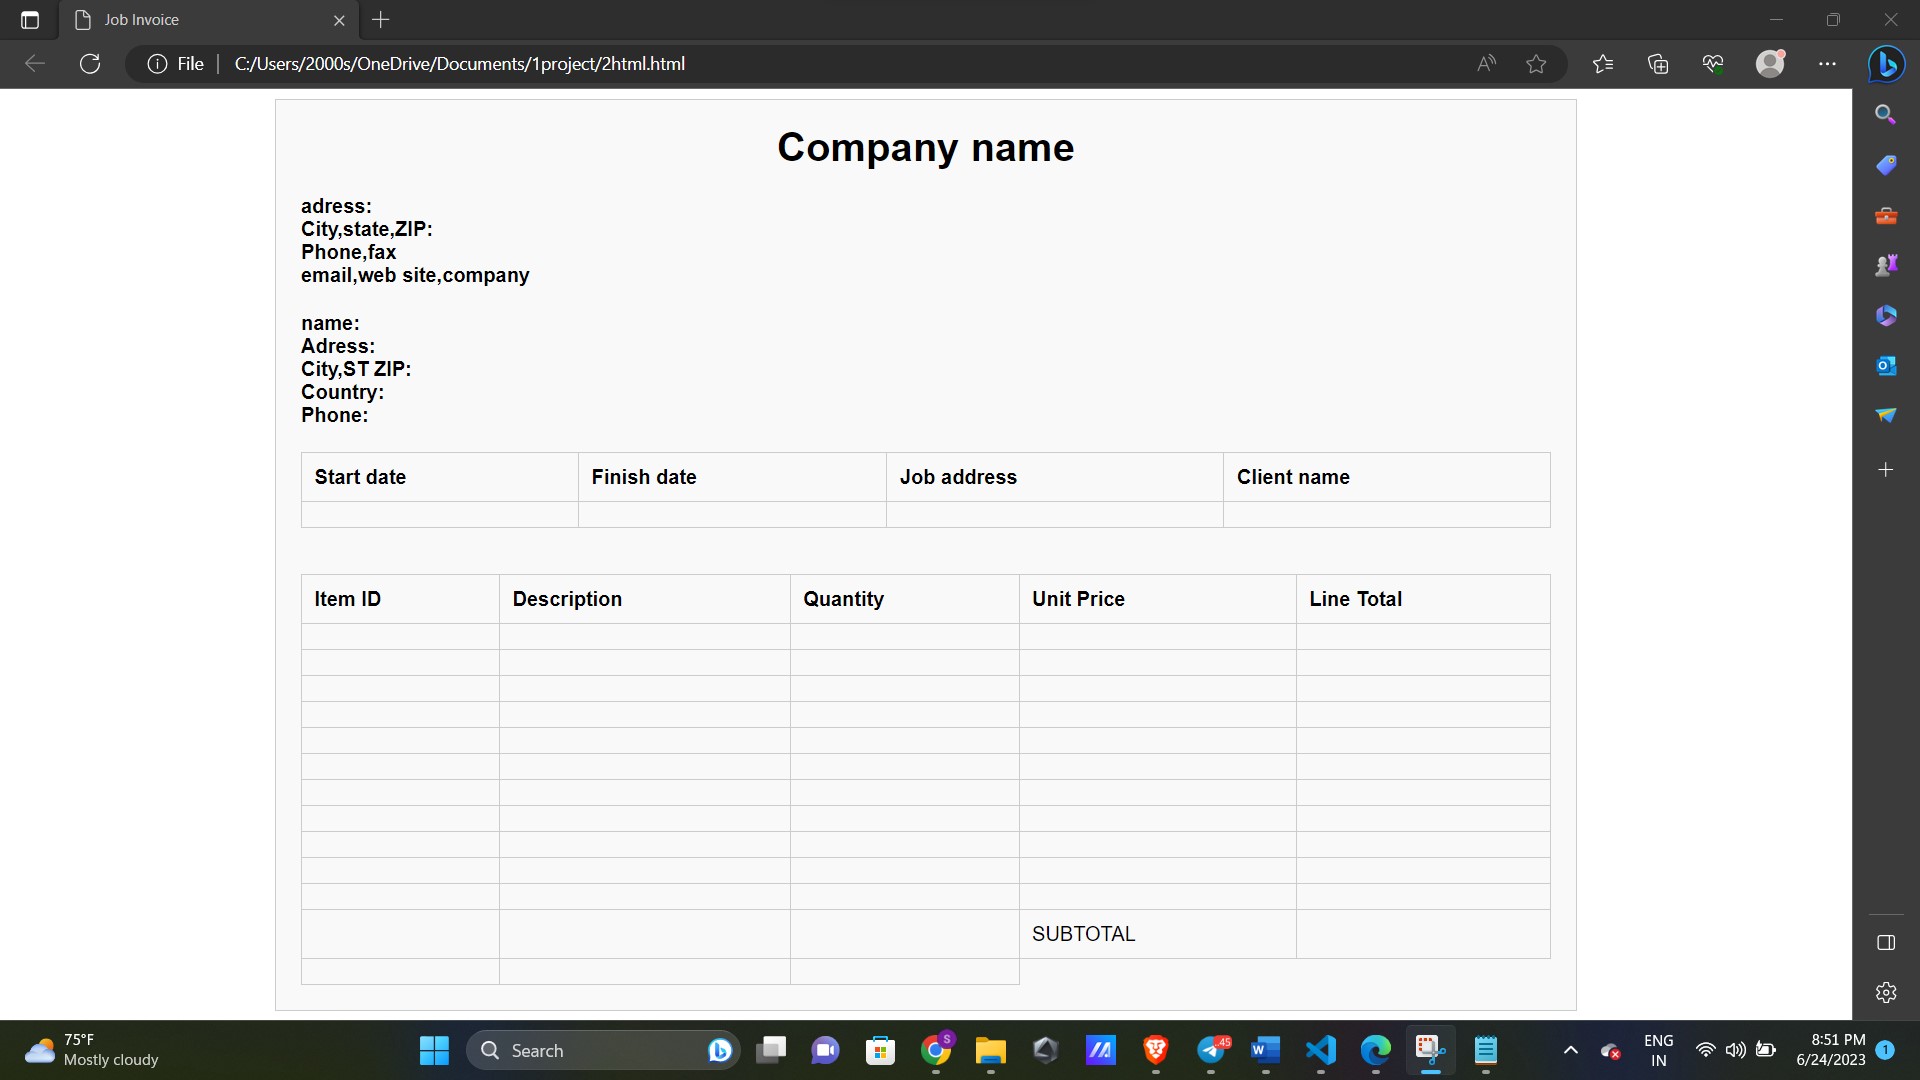 Job Invoice
File C:/Users/2000s/OneDrive/Documents/1project/2html.html
Company name
adress:
City,state,ZIP:
Phone,fax
email,web site,company
name:
Adress:
City,ST ZIP:
Country:
Phone:
Start date Finish date Job address Client name
Item ID Description Quantity Unit Price Line Total
SUBTOTAL
75°F
Mostly cloudy
Search
S
45
ENG
IN
8:51 PM
6/24/2023
1